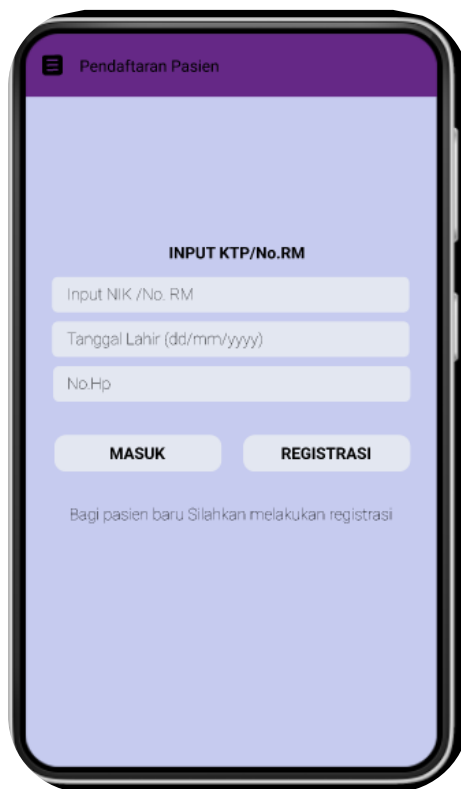 Pendaftaran Pasien
INPUT KTP/No.RM
Input NIK /No. RM
Tanggal Lahir (dd/mm/yyyy)
No.Hp
MASUK
REGISTRASI
Bagi pasien baru Silahkan melakukan registrasi